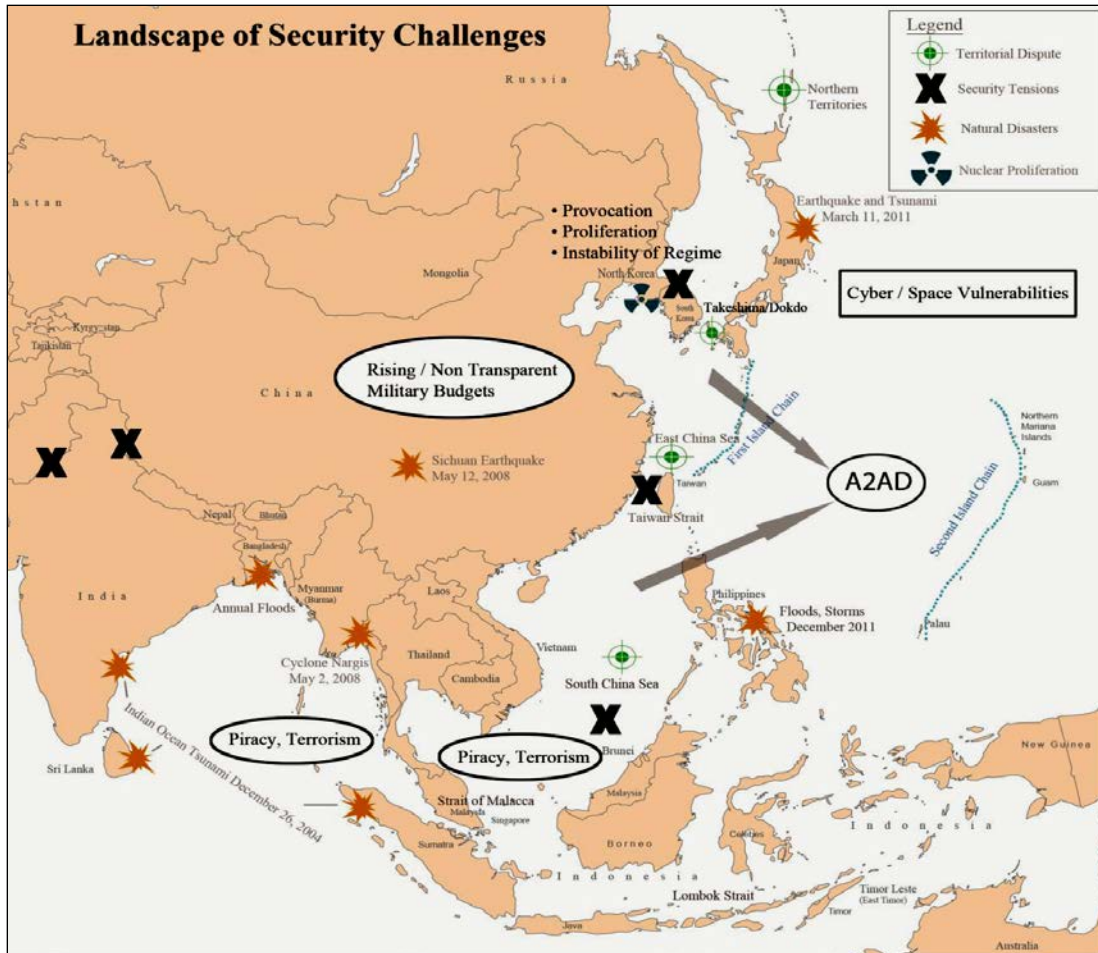 Landscape of Security Challenges
Legend
Territorial Dispute
Security Tensions
Natural Disasters
Nuclear Proliferation
Russia
Northern
Territories
hstan
Earthquake and Tsunami
March 11, 2011
• Provocation
• Proliferation
• Instability of Regime
Mongolia
North Korea
Japan
Cyber / Space Vulnerabilities
South
Korea
Takeshima/Dokdo
Kyrgyzstan
Tajikistan
Rising / Non Transparent
Military Budgets
China
First Island Chain
East China Sea
Northern
Mariana
Islands
Sichuan Earthquake
May 12, 2008
Taiwan
A2AD
Guam
Taiwan Strait
Second Island Chain
Nepal
Bhutan
Bangladesh
India
Myanmar
(Burma)
Laos
Annual Floods
Philippines
Floods, Storms
December 2011
Palau
Thailand
Vietnam
Cyclone Nargis
May 2, 2008
Cambodia
South China Sea
Indian Ocean Tsunami December 26, 2004
Piracy, Terrorism
Piracy, Terrorism
Brunei
New Guinea
Sri Lanka
Strait of Malacca
Malaysia
Malaysia
Singapore
Sumatra
Borneo
Celebes
Indonesia
Indonesia
Lombok Strait
Timor Leste
(East Timor)
Timor
Java
Australia